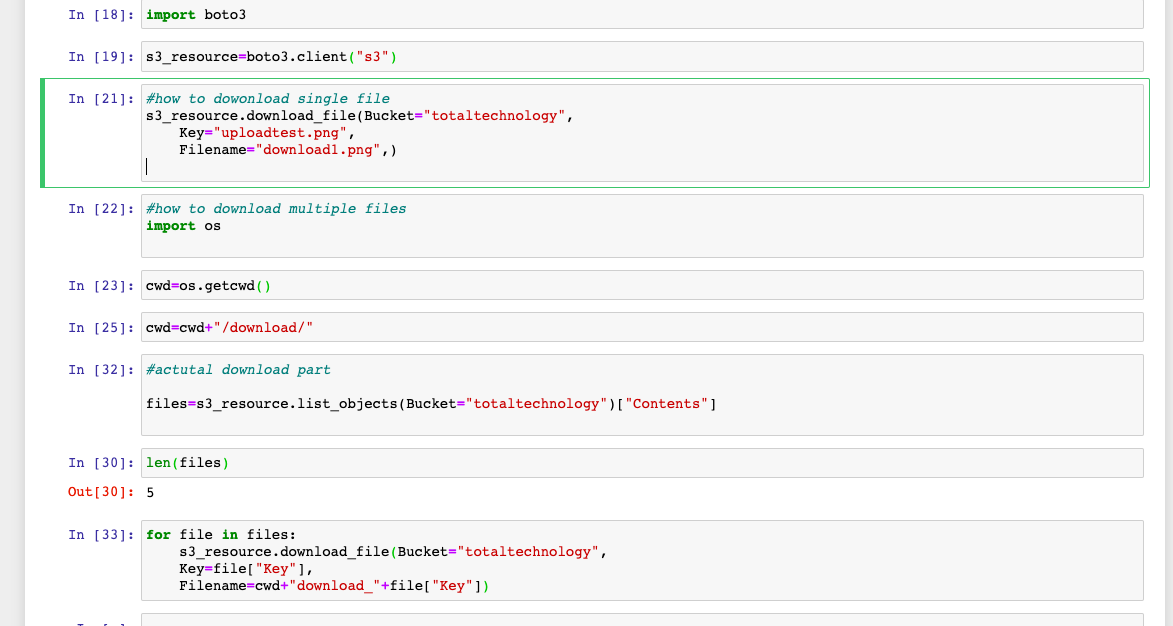 In [18]: import boto3
In [19]: s3_resource=boto3.client("s3")
In [21]: #how to dowonload single file
s3_resource.download_file(Bucket="totaltechnology",
    Key="uploadtest.png",
    Filename="download1.png",)
In [22]: #how to download multiple files
import os
In [23]: cwd=os.getcwd()
In [25]: cwd=cwd+"/download/"
In [32]: #actutal download part
files=s3_resource.list_objects(Bucket="totaltechnology")["Contents"]
In [30]: len(files)
Out[30]: 5
In [33]: for file in files:
    s3_resource.download_file(Bucket="totaltechnology",
    Key=file["Key"],
    Filename=cwd+"download_"+file["Key"])